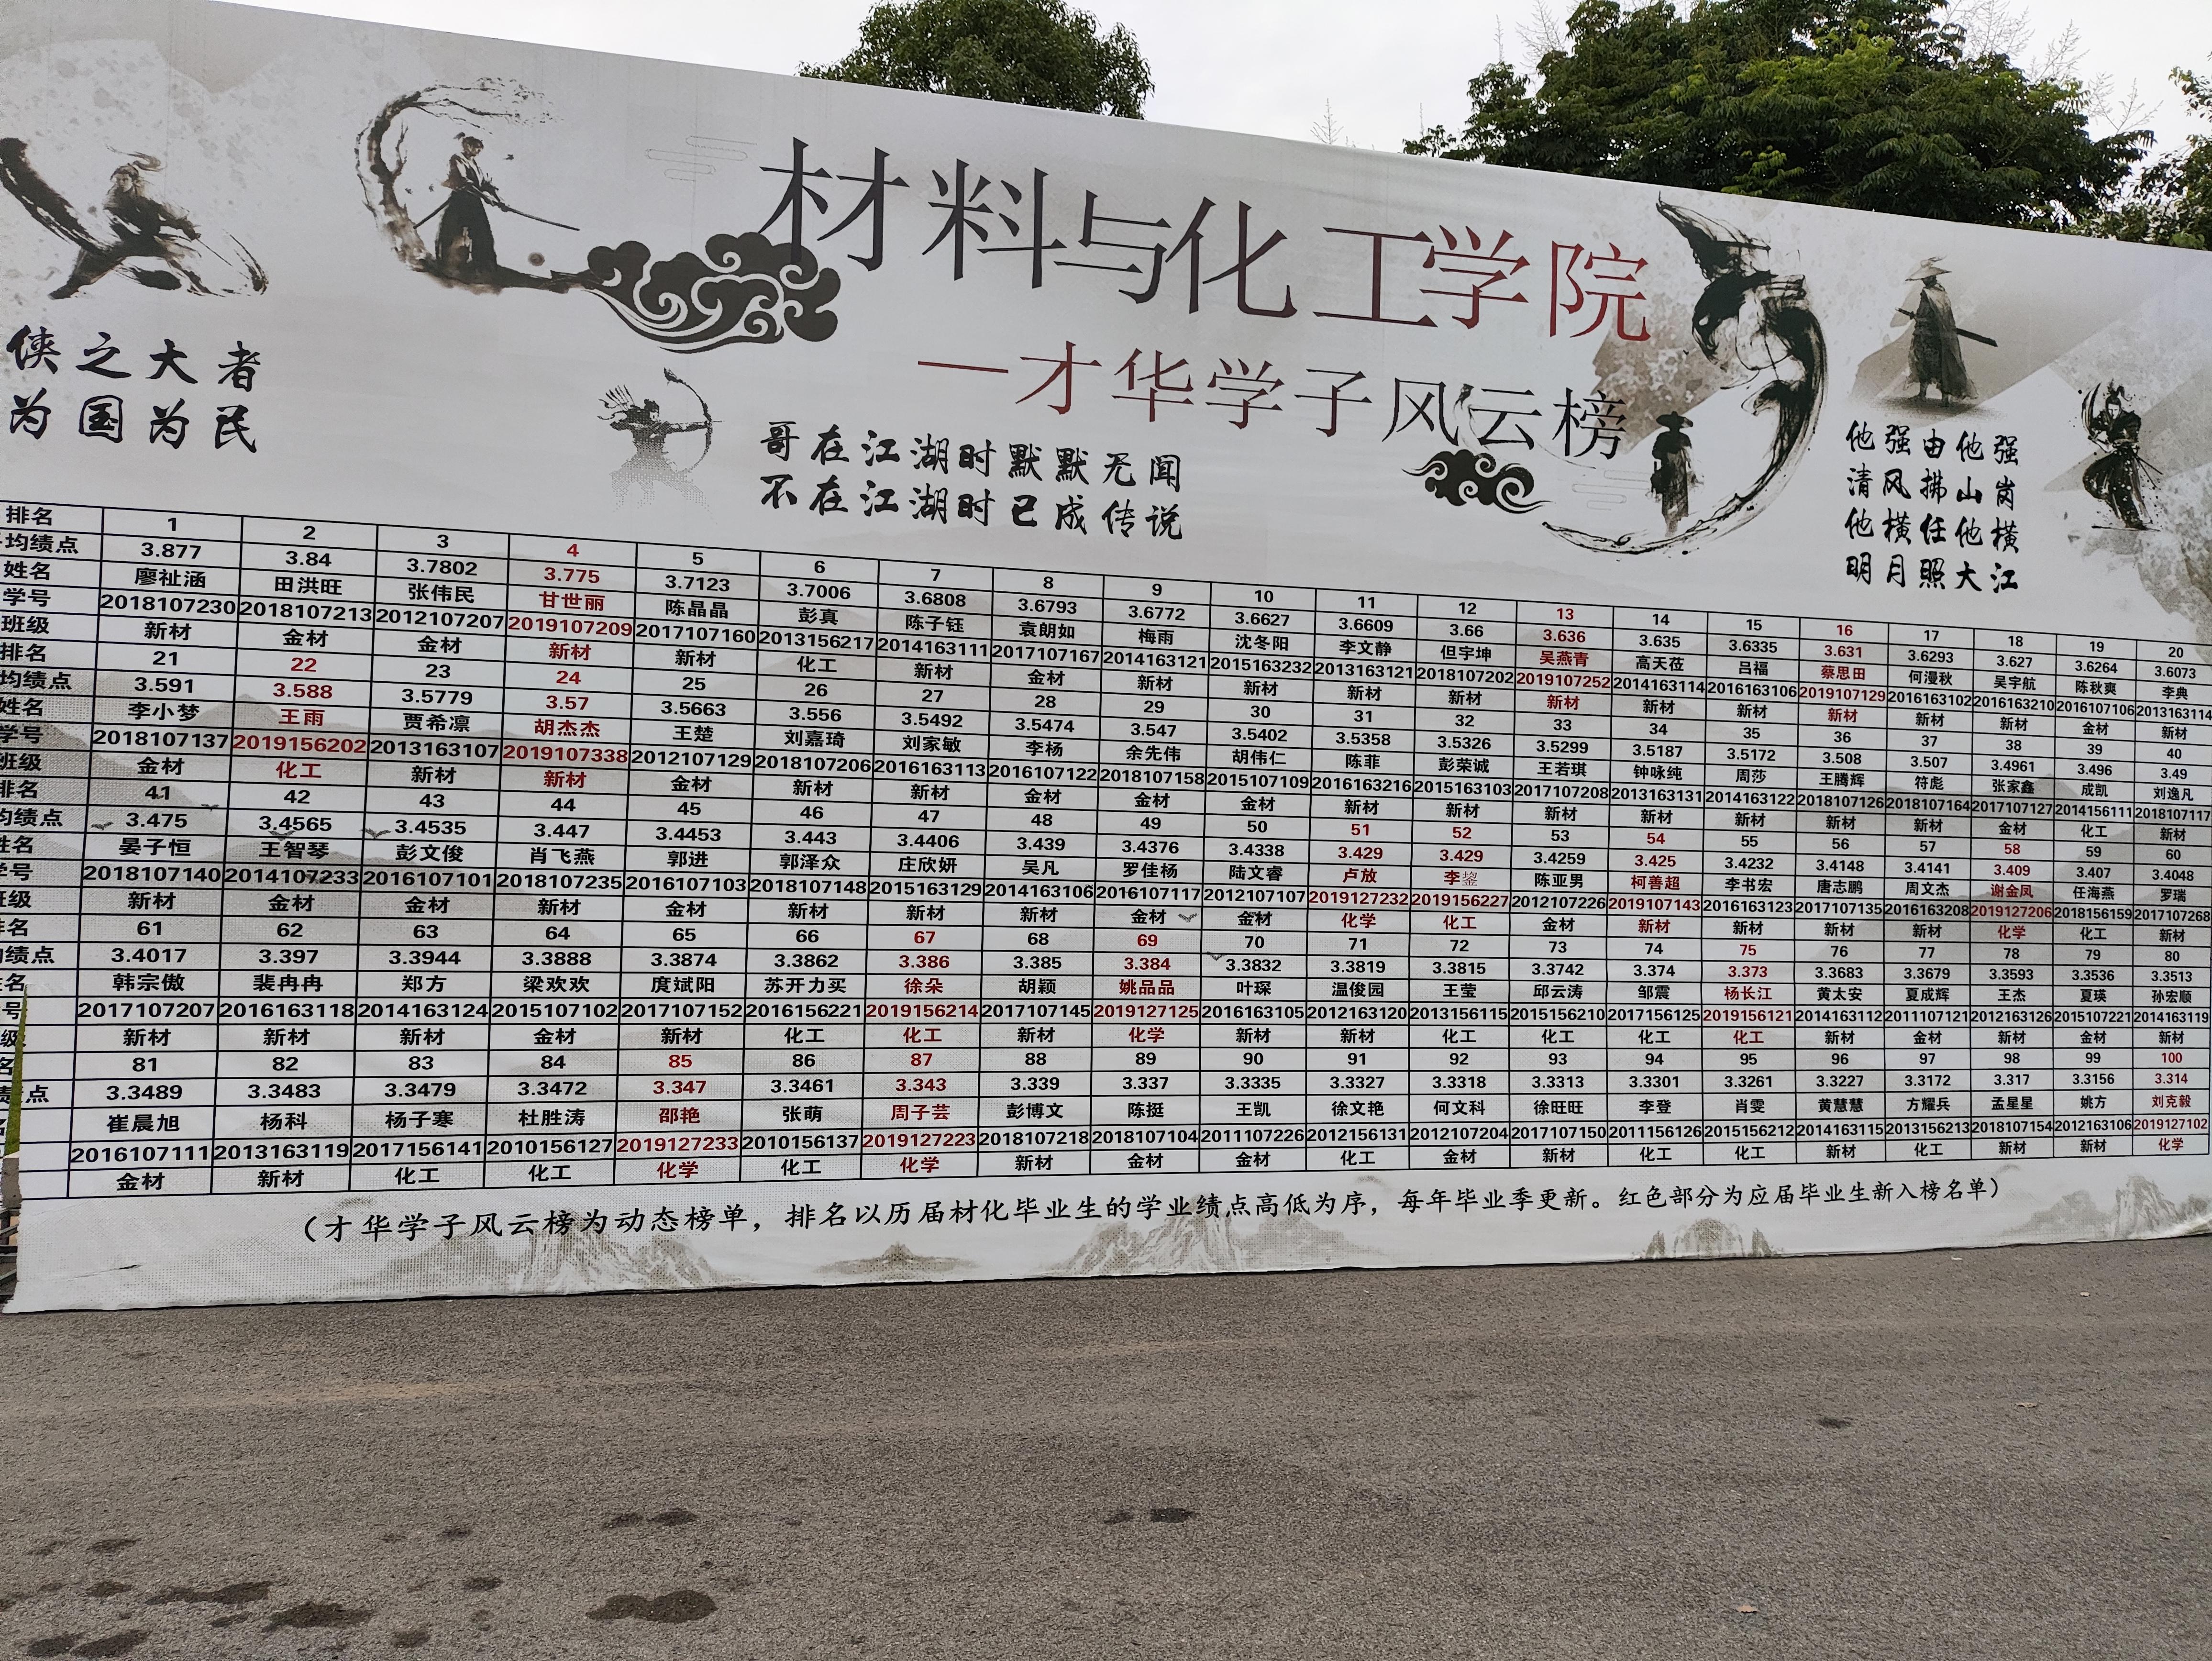 材料与化工学院
—才华学子风云榜
侠之大者
为国为民
哥在江湖时默默无闻
不在江湖时已成传说
他强由他强
清风拂山岗
他横任他横
明月照大江
排名 1 2 3 4 5 6 7 8 9 10 11 12 13 14 15 16 17 18 19 20
均绩点 3.877 3.84 3.7802 3.775 3.7123 3.7006 3.6808 3.6793 3.6772 3.6627 3.6609 3.66 3.636 3.635 3.6335 3.631 3.6293 3.627 3.6264 3.6073
姓名 廖祉涵 田洪旺 张伟民 甘世丽 陈晶晶 彭真 陈子钰 袁朗如 梅雨 沈冬阳 李文静 但宇坤 吴燕青 高天莅 吕福 蔡思田 何漫秋 吴宇航 陈秋爽 李典
学号 2018107230 2018107213 2012107207 2019107209 2017107160 2013156217 2014163111 2017107167 2014163121 2015163232 2013163121 2018107202 2019107252 2014163114 2016163106 2019107129 2016163102 2016163210 2016107106 2013163114
班级 新材 金材 金材 新材 新材 化工 新材 金材 新材 新材 新材 新材 新材 新材 新材 新材 新材 新材 金材 新材
排名 21 22 23 24 25 26 27 28 29 30 31 32 33 34 35 36 37 38 39 40
均绩点 3.591 3.588 3.5779 3.57 3.5663 3.556 3.5492 3.5474 3.547 3.5402 3.5358 3.5326 3.5299 3.5187 3.5172 3.508 3.507 3.4961 3.496 3.49
姓名 李小梦 王雨 贾希凛 胡杰杰 王楚 刘嘉琦 刘家敏 李杨 余先伟 胡伟仁 陈菲 彭荣诚 王若琪 钟咏纯 周莎 王腾辉 符彪 张家鑫 成凯 刘逸凡
学号 2018107137 2019156202 2013163107 2019107338 2012107129 2018107206 2016163113 2016107122 2018107158 2015107109 2016163216 2015163103 2017107208 2013163131 2014163122 2018107126 2018107164 2017107127 2014156111 2018107117
班级 金材 化工 新材 新材 金材 新材 新材 金材 金材 金材 新材 新材 新材 新材 新材 新材 新材 金材 化工 新材
排名 41 42 43 44 45 46 47 48 49 50 51 52 53 54 55 56 57 58 59 60
均绩点 3.475 3.4565 3.4535 3.447 3.4453 3.443 3.4406 3.439 3.4376 3.4338 3.429 3.429 3.4259 3.425 3.4232 3.4148 3.4141 3.409 3.407 3.4048
姓名 晏子恒 王智琴 彭文俊 肖飞燕 郭进 郭泽众 庄欣妍 吴凡 罗佳杨 陆文睿 卢放 李 陈亚男 柯善超 李书宏 唐志鹏 周文杰 谢金凤 任海燕 罗瑞
学号 2018107140 2014107233 2016107101 2018107235 2016107103 2018107148 2015163129 2014163106 2016107117 2012107107 2019127232 2019156227 2012107226 2019107143 2016163123 2017107135 2016163208 2019127206 2018156159 2017107268
班级 新材 金材 金材 新材 金材 新材 新材 新材 金材 金材 化学 化工 金材 新材 新材 新材 新材 化学 化工 新材
排名 61 62 63 64 65 66 67 68 69 70 71 72 73 74 75 76 77 78 79 80
绩点 3.4017 3.397 3.3944 3.3888 3.3874 3.3862 3.386 3.385 3.384 3.3832 3.3819 3.3815 3.3742 3.374 3.373 3.3683 3.3679 3.3593 3.3536 3.3513
名 韩宗傲 裴冉冉 郑方 梁欢欢 庹斌阳 苏开力买 徐朵 胡颖 姚品品 叶琛 温俊园 王莹 邱云涛 邹震 杨长江 黄太安 夏成辉 王杰 夏瑛 孙宏顺
号 2017107207 2016163118 2014163124 2015107102 2017107152 2016156221 2019156214 2017107145 2019127125 2016163105 2012163120 2013156115 2015156210 2017156125 2019156121 2014163112 2011107121 2012163126 2015107221 2014163119
级 新材 新材 新材 金材 新材 化工 化工 新材 化学 新材 新材 化工 化工 化工 化工 新材 金材 新材 金材 新材
名 81 82 83 84 85 86 87 88 89 90 91 92 93 94 95 96 97 98 99 100
点 3.3489 3.3483 3.3479 3.3472 3.347 3.3461 3.343 3.339 3.337 3.3335 3.3327 3.3318 3.3313 3.3301 3.3261 3.3227 3.3172 3.317 3.3156 3.314
崔晨旭 杨科 杨子寒 杜胜涛 邵艳 张萌 周子芸 彭博文 陈挺 王凯 徐文艳 何文科 徐旺旺 李登 肖雯 黄慧慧 方耀兵 孟星星 姚方 刘克毅
2016107111 2013163119 2017156141 2010156127 2019127233 2010156137 2019127223 2018107218 2018107104 2011107226 2012156131 2012107204 2017107150 2011156126 2015156212 2014163115 2013156213 2018107154 2012163106 2019127102
金材 新材 化工 化工 化学 化工 化学 新材 金材 金材 化工 金材 新材 化工 化工 新材 化工 新材 新材 化学
（才华学子风云榜为动态榜单，排名以历届材化毕业生的学业绩点高低为序，每年毕业季更新。红色部分为应届毕业生新入榜名单）